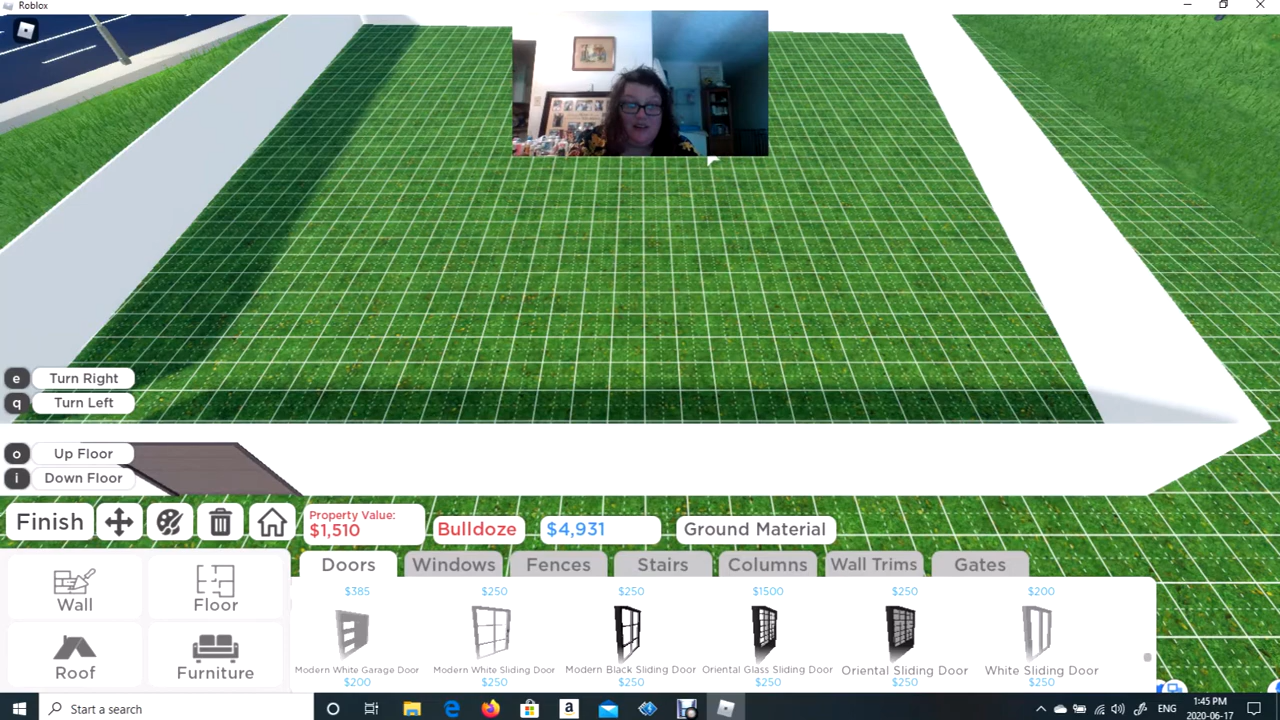 Roblox
e Turn Right
q Turn Left
o Up Floor
i Down Floor
Finish
Property Value:
$1,510
Bulldoze
$4,931
Ground Material
Wall
Floor
Roof
Furniture
Doors Windows Fences Stairs Columns Wall Trims Gates
$385 $250 $250 $1500 $250 $200
Modern White Garage Door Modern White Sliding Door Modern Black Sliding Door Oriental Glass Sliding Door Oriental Sliding Door White Sliding Door
$200 $250 $250 $250 $250 $250
Start a search
ENG
1:45 PM
2020-06-17